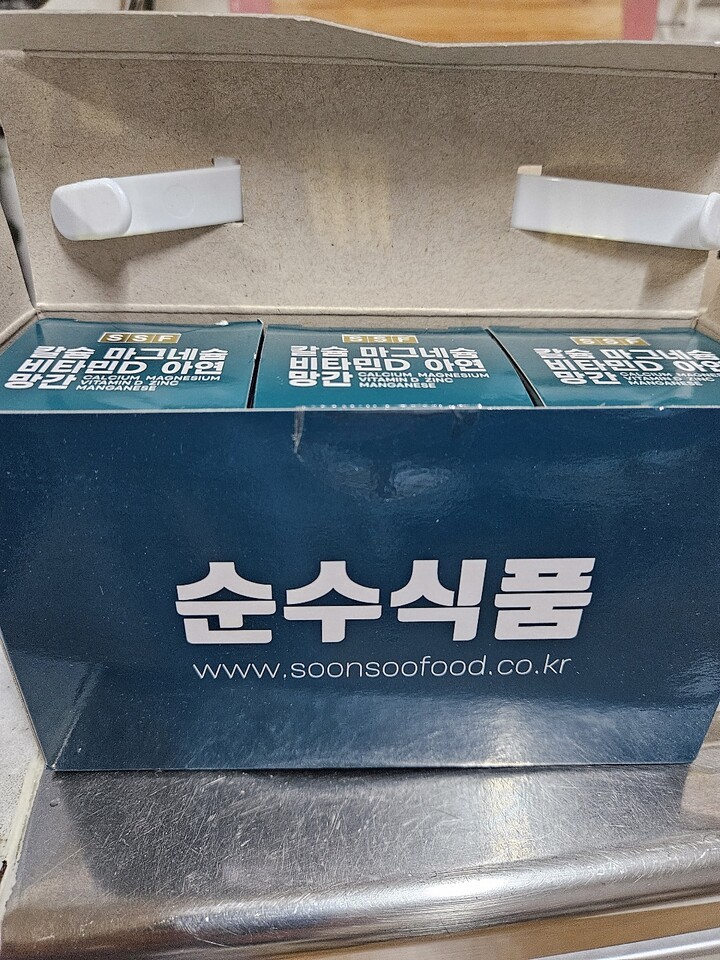 SSF
칼슘 마그네슘
비타민D 아연
망간
CALCIUM MAGNESIUM
VITAMIN D ZINC
MANGANESE
SSF
칼슘 마그네슘
비타민D 아연
망간
CALCIUM MAGNESIUM
VITAMIN D ZINC
MANGANESE
SSF
칼슘 마그네슘
비타민D 아연
망간
CALCIUM MAGNE
VITAMIN D ZINC
MANGANESE
순수식품
www.soonsoofood.co.kr